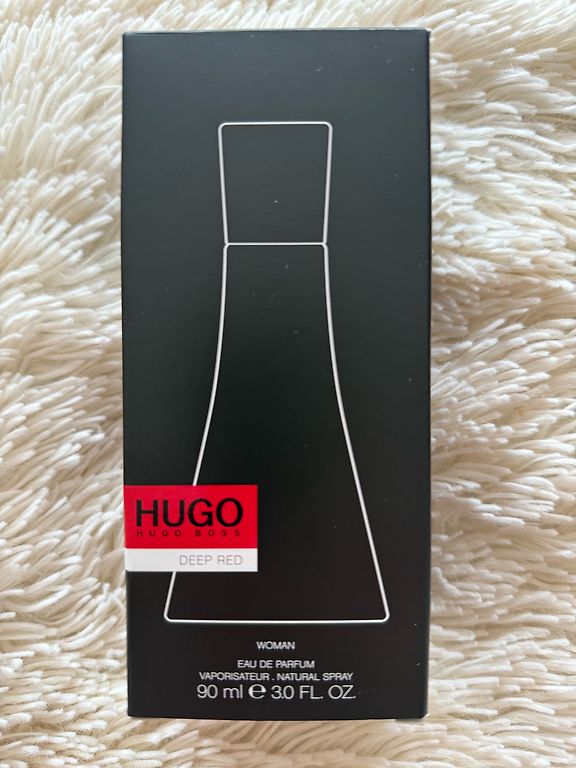 HUGO
HUGO BOSS
DEEP RED
WOMAN
EAU DE PARFUM
VAPORISATEUR . NATURAL SPRAY
90 ml ℮ 3.0 FL. OZ.